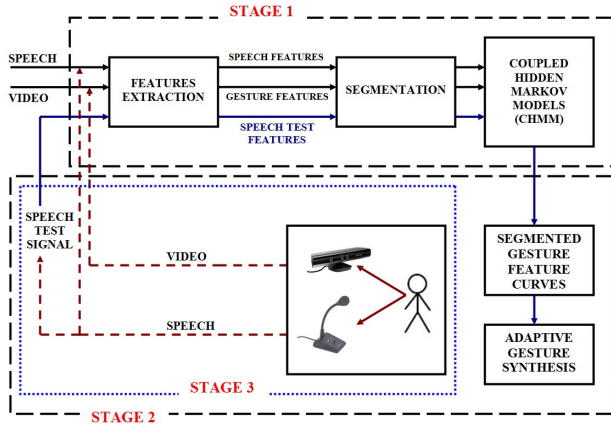 STAGE 1
SPEECH
VIDEO
FEATURES
EXTRACTION
SPEECH FEATURES
GESTURE FEATURES
SPEECH TEST
FEATURES
SEGMENTATION
COUPLED
HIDDEN
MARKOV
MODELS
(CHMM)
SPEECH
TEST
SIGNAL
VIDEO
SPEECH
SEGMENTED
GESTURE
FEATURE
CURVES
ADAPTIVE
GESTURE
SYNTHESIS
STAGE 3
STAGE 2